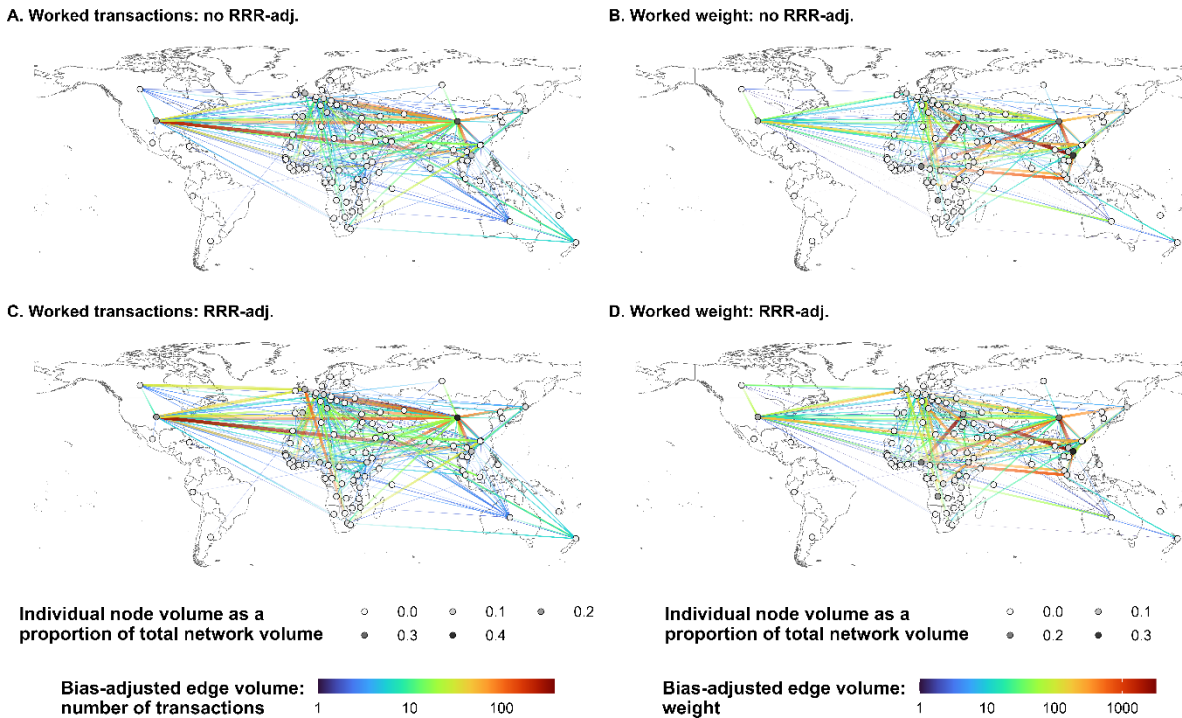 A. Worked transactions: no RRR-adj.
B. Worked weight: no RRR-adj.
C. Worked transactions: RRR-adj.
D. Worked weight: RRR-adj.
Individual node volume as a
proportion of total network volume
0.0 0.1 0.2
0.3 0.4
Bias-adjusted edge volume:
number of transactions
1 10 100
Individual node volume as a
proportion of total network volume
0.0 0.1
0.2 0.3
Bias-adjusted edge volume:
weight
1 10 100 1000